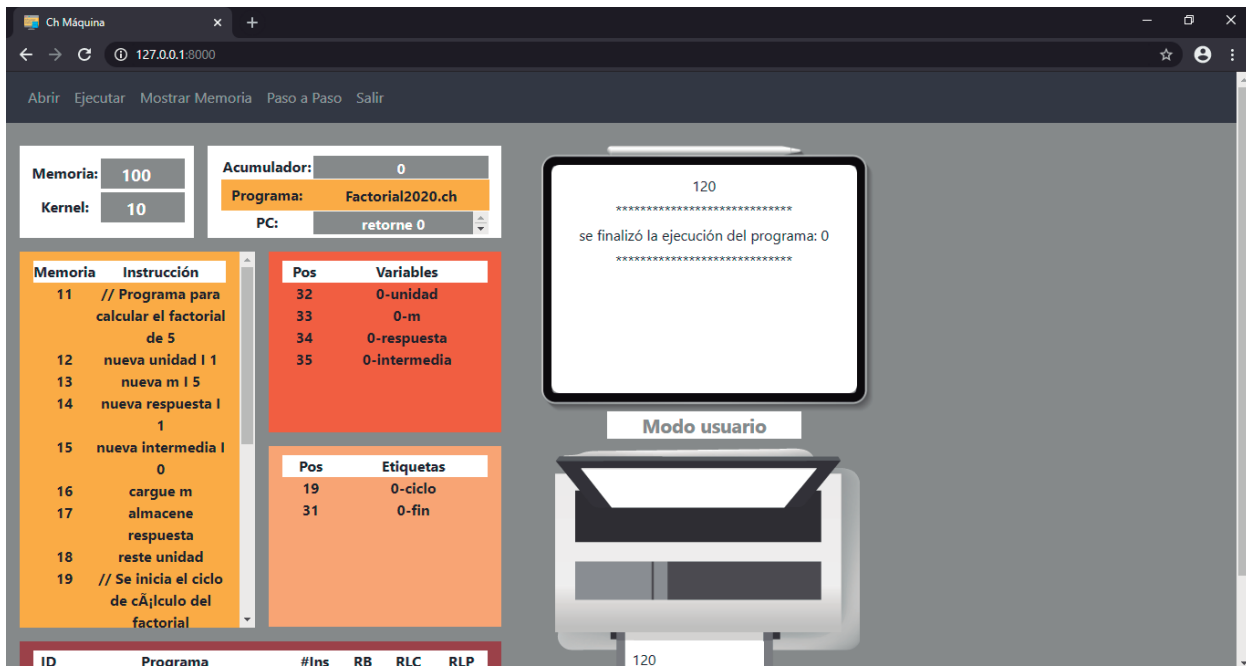 Ch Máquina
127.0.0.1:8000
Abrir Ejecutar Mostrar Memoria Paso a Paso Salir
Memoria: 100
Kernel: 10
Acumulador: 0
Programa: Factorial2020.ch
PC: retorne 0
Memoria Instrucción
11 // Programa para
calcular el factorial
de 5
12 nueva unidad I 1
13 nueva m I 5
14 nueva respuesta I
1
15 nueva intermedia I
0
16 cargue m
17 almacene
respuesta
18 reste unidad
19 // Se inicia el ciclo
de cÃ¡lculo del
factorial
Pos Variables
32 0-unidad
33 0-m
34 0-respuesta
35 0-intermedia
Pos Etiquetas
19 0-ciclo
31 0-fin
120
*****************************
se finalizó la ejecución del programa: 0
*****************************
Modo usuario
120
ID Programa #Ins RB RLC RLP